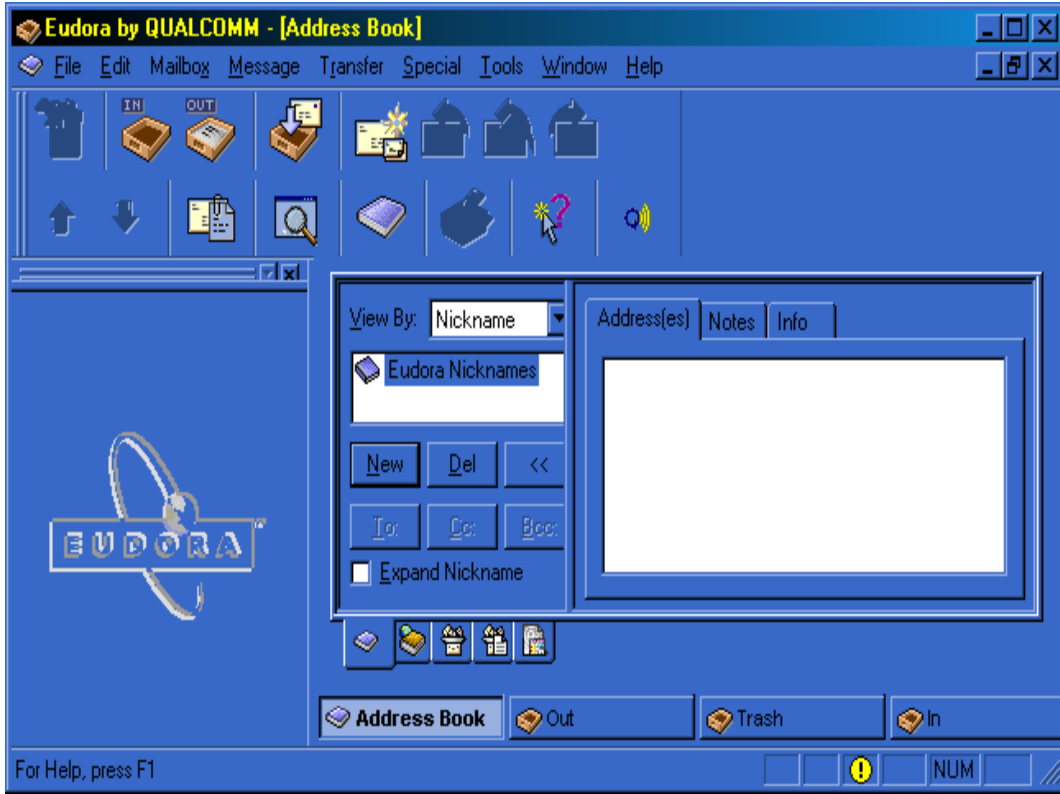 Eudora by QUALCOMM - [Address Book]
File Edit Mailbox Message Transfer Special Tools Window Help
IN OUT
View By: Nickname
Address(es) Notes Info
Eudora Nicknames
New Del <<
To: Cc: Bcc:
Expand Nickname
EUDORA™
Address Book Out Trash In
For Help, press F1 NUM